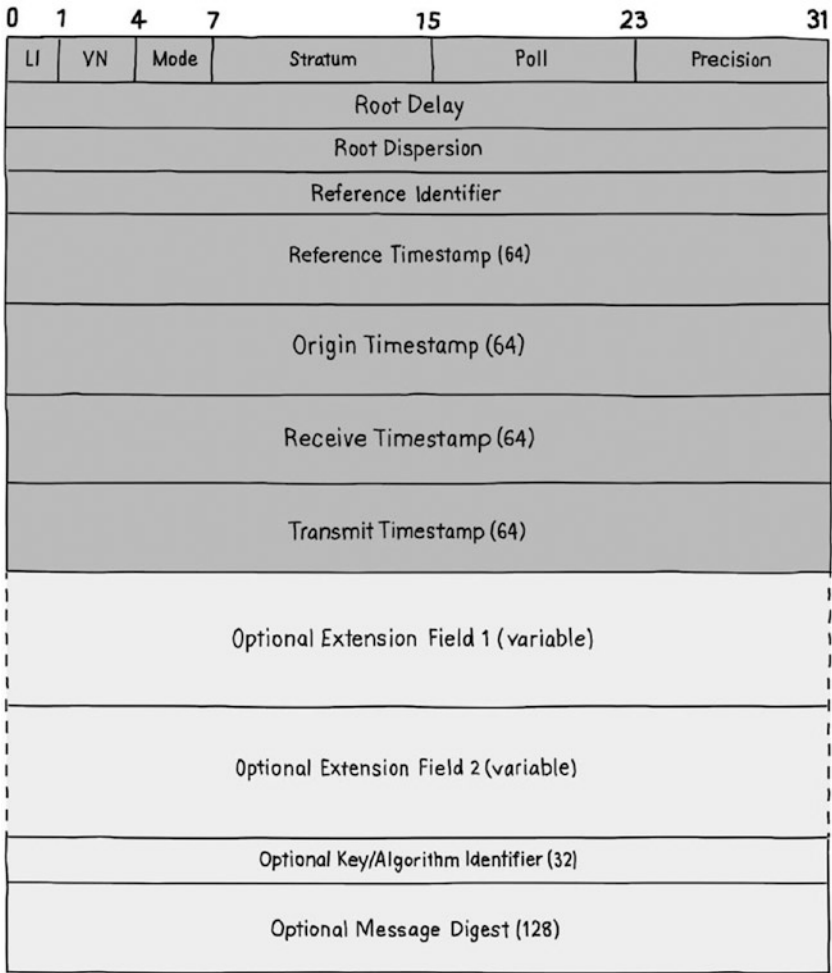 0 1 4 7 15 23 31
LI VN Mode Stratum Poll Precision
Root Delay
Root Dispersion
Reference Identifier
Reference Timestamp (64)
Origin Timestamp (64)
Receive Timestamp (64)
Transmit Timestamp (64)
Optional Extension Field 1 (variable)
Optional Extension Field 2 (variable)
Optional Key/Algorithm Identifier (32)
Optional Message Digest (128)